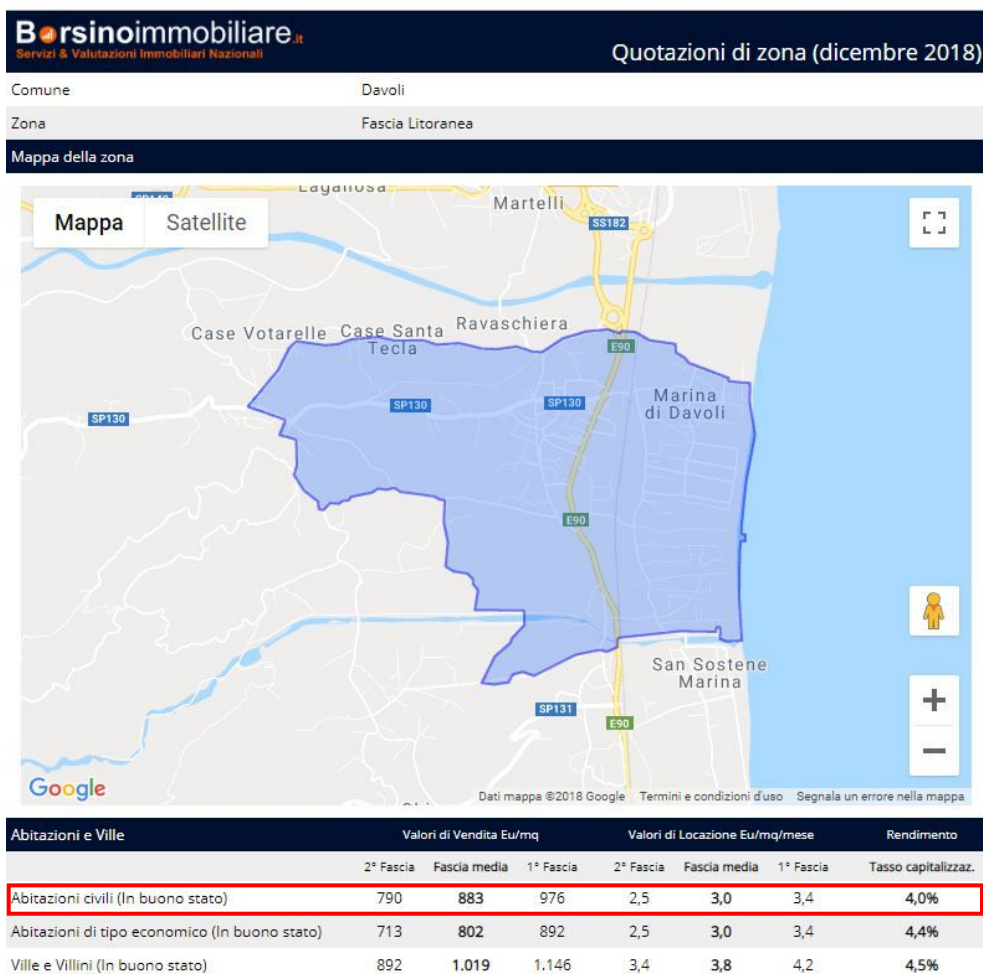 Borsinoimmobiliare.it
Servizi & Valutazioni Immobiliari Nazionali
Quotazioni di zona (dicembre 2018)
Comune Davoli
Zona Fascia Litoranea
Mappa della zona
Mappa Satellite
Martelli
SS182
Ravaschiera
Case Votarelle Case Santa Tecla
E90
Marina di Davoli
SP130 SP130 SP130
E90
San Sostene Marina
SP131
E90
Google
Dati mappa ©2018 Google Termini e condizioni d'uso Segnala un errore nella mappa
Abitazioni e Ville Valori di Vendita Eu/mq Valori di Locazione Eu/mq/mese Rendimento
2° Fascia Fascia media 1° Fascia 2° Fascia Fascia media 1° Fascia Tasso capitalizzaz.
Abitazioni civili (In buono stato) 790 883 976 2,5 3,0 3,4 4,0%
Abitazioni di tipo economico (In buono stato) 713 802 892 2,5 3,0 3,4 4,4%
Ville e Villini (In buono stato) 892 1.019 1.146 3,4 3,8 4,2 4,5%